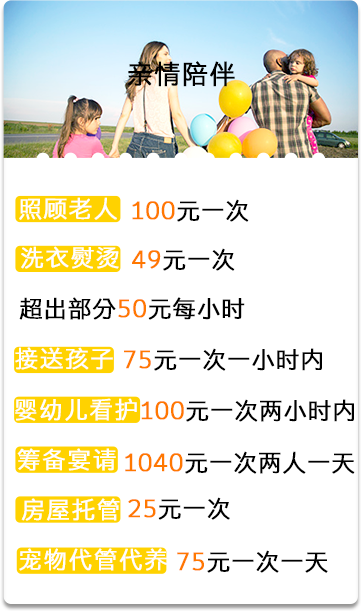 亲情陪伴
照顾老人 100元一次
洗衣熨烫 49元一次
超出部分50元每小时
接送孩子 75元一次一小时内
婴幼儿看护100元一次两小时内
筹备宴请 1040元一次两人一天
房屋托管 25元一次
宠物代管代养 75元一次一天